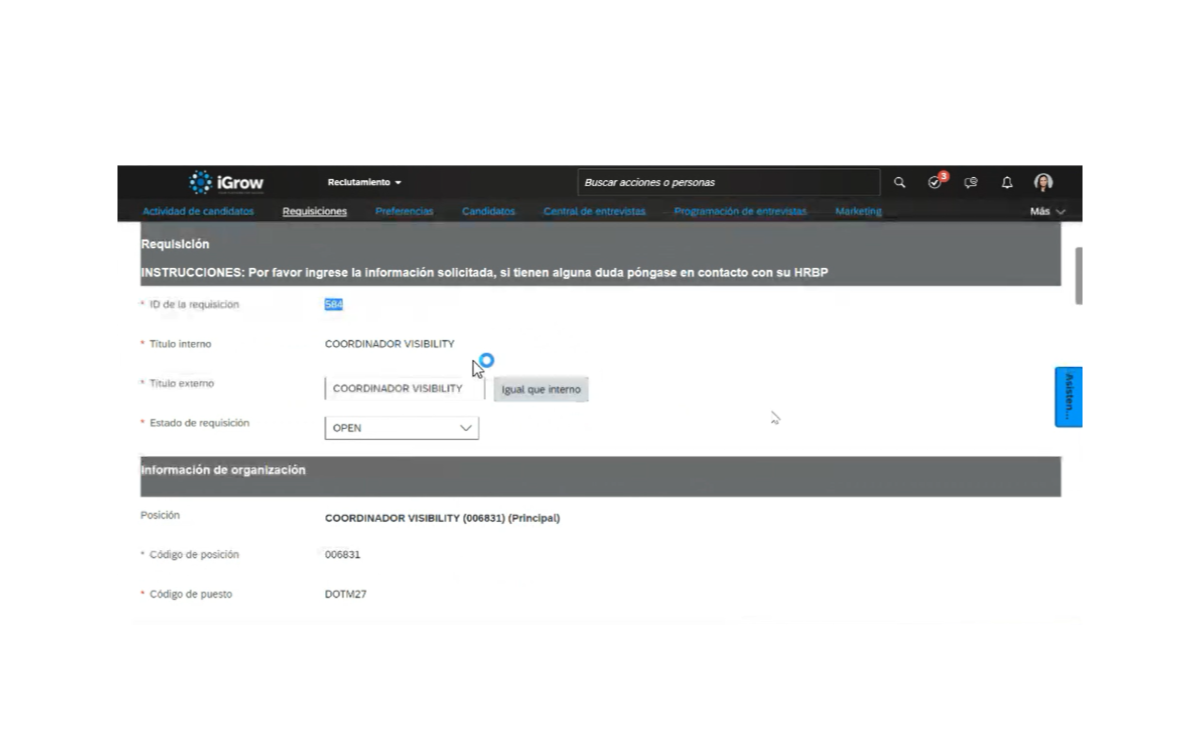 iGrow
Reclutamiento
Buscar acciones o personas
3
Actividad de candidatos Requisiciones Preferencias Candidatos Central de entrevistas Programación de entrevistas Marketing Más
Requisición
INSTRUCCIONES: Por favor ingrese la información solicitada, si tienen alguna duda póngase en contacto con su HRBP
* ID de la requisición 584
* Título interno COORDINADOR VISIBILITY
* Título externo COORDINADOR VISIBILITY Igual que interno
* Estado de requisición OPEN
Asisten...
Información de organización
Posición COORDINADOR VISIBILITY (006831) (Principal)
* Código de posición 006831
* Código de puesto DOTM27